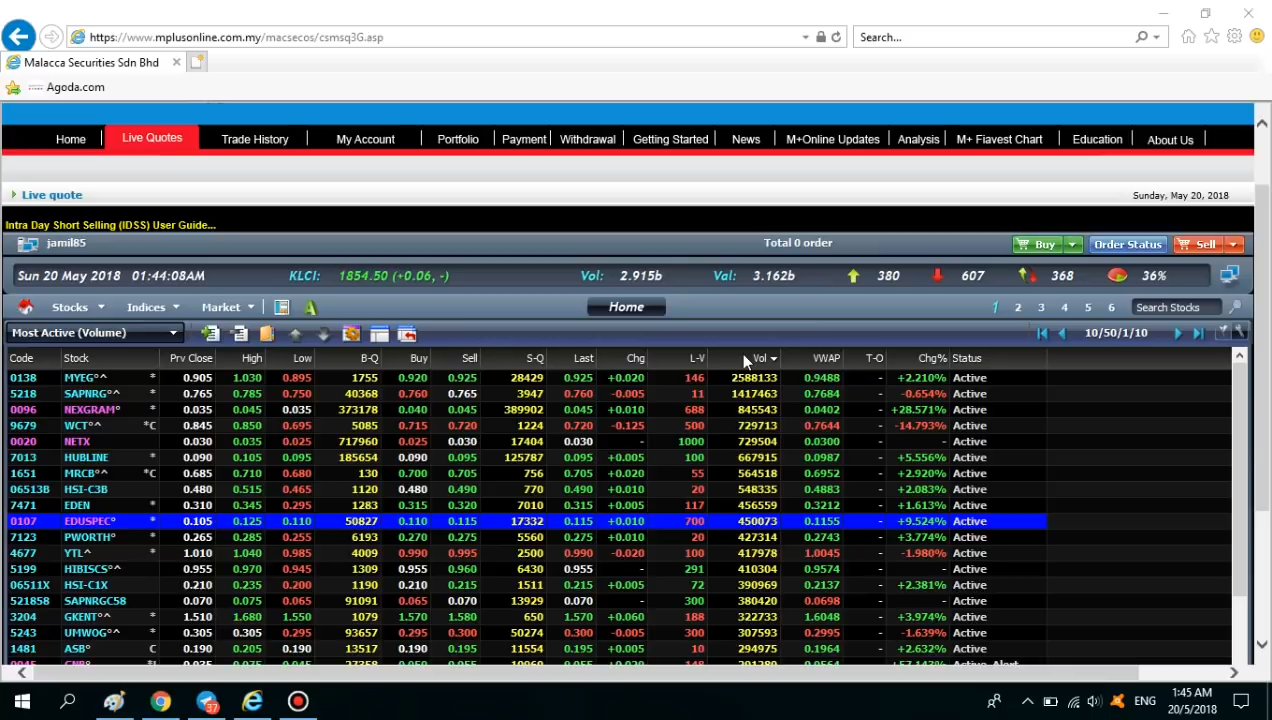 https://www.mplusonline.com.my/macsecos/csmsq3G.asp
Search...
Malacca Securities Sdn Bhd
Agoda.com
Home Live Quotes Trade History My Account Portfolio Payment Withdrawal Getting Started News M+Online Updates Analysis M+ Fiavest Chart Education About Us
Live quote Sunday, May 20, 2018
Intra Day Short Selling (IDSS) User Guide...
jamil85 Total 0 order Buy Order Status Sell
Sun 20 May 2018 01:44:08AM KLCI: 1854.50 (+0.06, -) Vol: 2.915b Val: 3.162b 380 607 368 36%
Stocks Indices Market A Home 1 2 3 4 5 6 Search Stocks
Most Active (Volume) 10/50/1/10
Code Stock Prv Close High Low B-Q Buy Sell S-Q Last Chg L-V Vol VWAP T-O Chg% Status
0138 MYEG°^ * 0.905 1.030 0.895 1755 0.920 0.925 28429 0.925 +0.020 146 2588133 0.9488 - +2.210% Active
5218 SAPNRG°^ * 0.765 0.785 0.750 40368 0.760 0.765 3947 0.760 -0.005 11 1417463 0.7684 - -0.654% Active
0096 NEXGRAM° * 0.035 0.045 0.035 373178 0.040 0.045 389902 0.045 +0.010 688 845543 0.0402 - +28.571% Active
9679 WCT°^ *C 0.845 0.850 0.695 5085 0.715 0.720 1224 0.720 -0.125 500 729713 0.7644 - -14.793% Active
0020 NETX 0.030 0.035 0.025 717960 0.025 0.030 17404 0.030 - 1000 729504 0.0300 - - Active
7013 HUBLINE * 0.090 0.105 0.095 185654 0.090 0.095 125787 0.095 +0.005 100 667915 0.0987 - +5.556% Active
1651 MRCB°^ *C 0.685 0.710 0.680 130 0.700 0.705 756 0.705 +0.020 55 564518 0.6952 - +2.920% Active
06513B HSI-C3B 0.480 0.515 0.465 1120 0.480 0.490 770 0.490 +0.010 20 548335 0.4883 - +2.083% Active
7471 EDEN * 0.310 0.345 0.295 1283 0.315 0.320 7010 0.315 +0.005 117 456559 0.3212 - +1.613% Active
0107 EDUSPEC° * 0.105 0.125 0.110 50827 0.110 0.115 17332 0.115 +0.010 700 450073 0.1155 - +9.524% Active
7123 PWORTH° * 0.265 0.285 0.255 6193 0.270 0.275 5560 0.275 +0.010 20 427314 0.2743 - +3.774% Active
4677 YTL^ * 1.010 1.040 0.985 4009 0.990 0.995 2500 0.990 -0.020 100 417978 1.0045 - -1.980% Active
5199 HIBISCS°^ 0.955 0.970 0.945 1309 0.955 0.960 6430 0.955 - 291 410304 0.9574 - - Active
06511X HSI-C1X 0.210 0.235 0.200 1190 0.210 0.215 1511 0.215 +0.005 72 390969 0.2137 - +2.381% Active
521858 SAPNRGC58 0.070 0.070 0.065 91091 0.065 0.070 13929 0.070 - 300 380420 0.0698 - - Active
3204 GKENT°^ * 1.510 1.680 1.550 1079 1.570 1.580 650 1.570 +0.060 188 322733 1.6048 - +3.974% Active
5243 UMWOG°^ * 0.305 0.305 0.295 93657 0.295 0.300 50274 0.300 -0.005 300 307593 0.2995 - -1.639% Active
1481 ASB° C 0.190 0.205 0.190 13517 0.190 0.195 11554 0.195 +0.005 10 294975 0.1964 - +2.632% Active
37 ENG 1:45 AM
20/5/2018